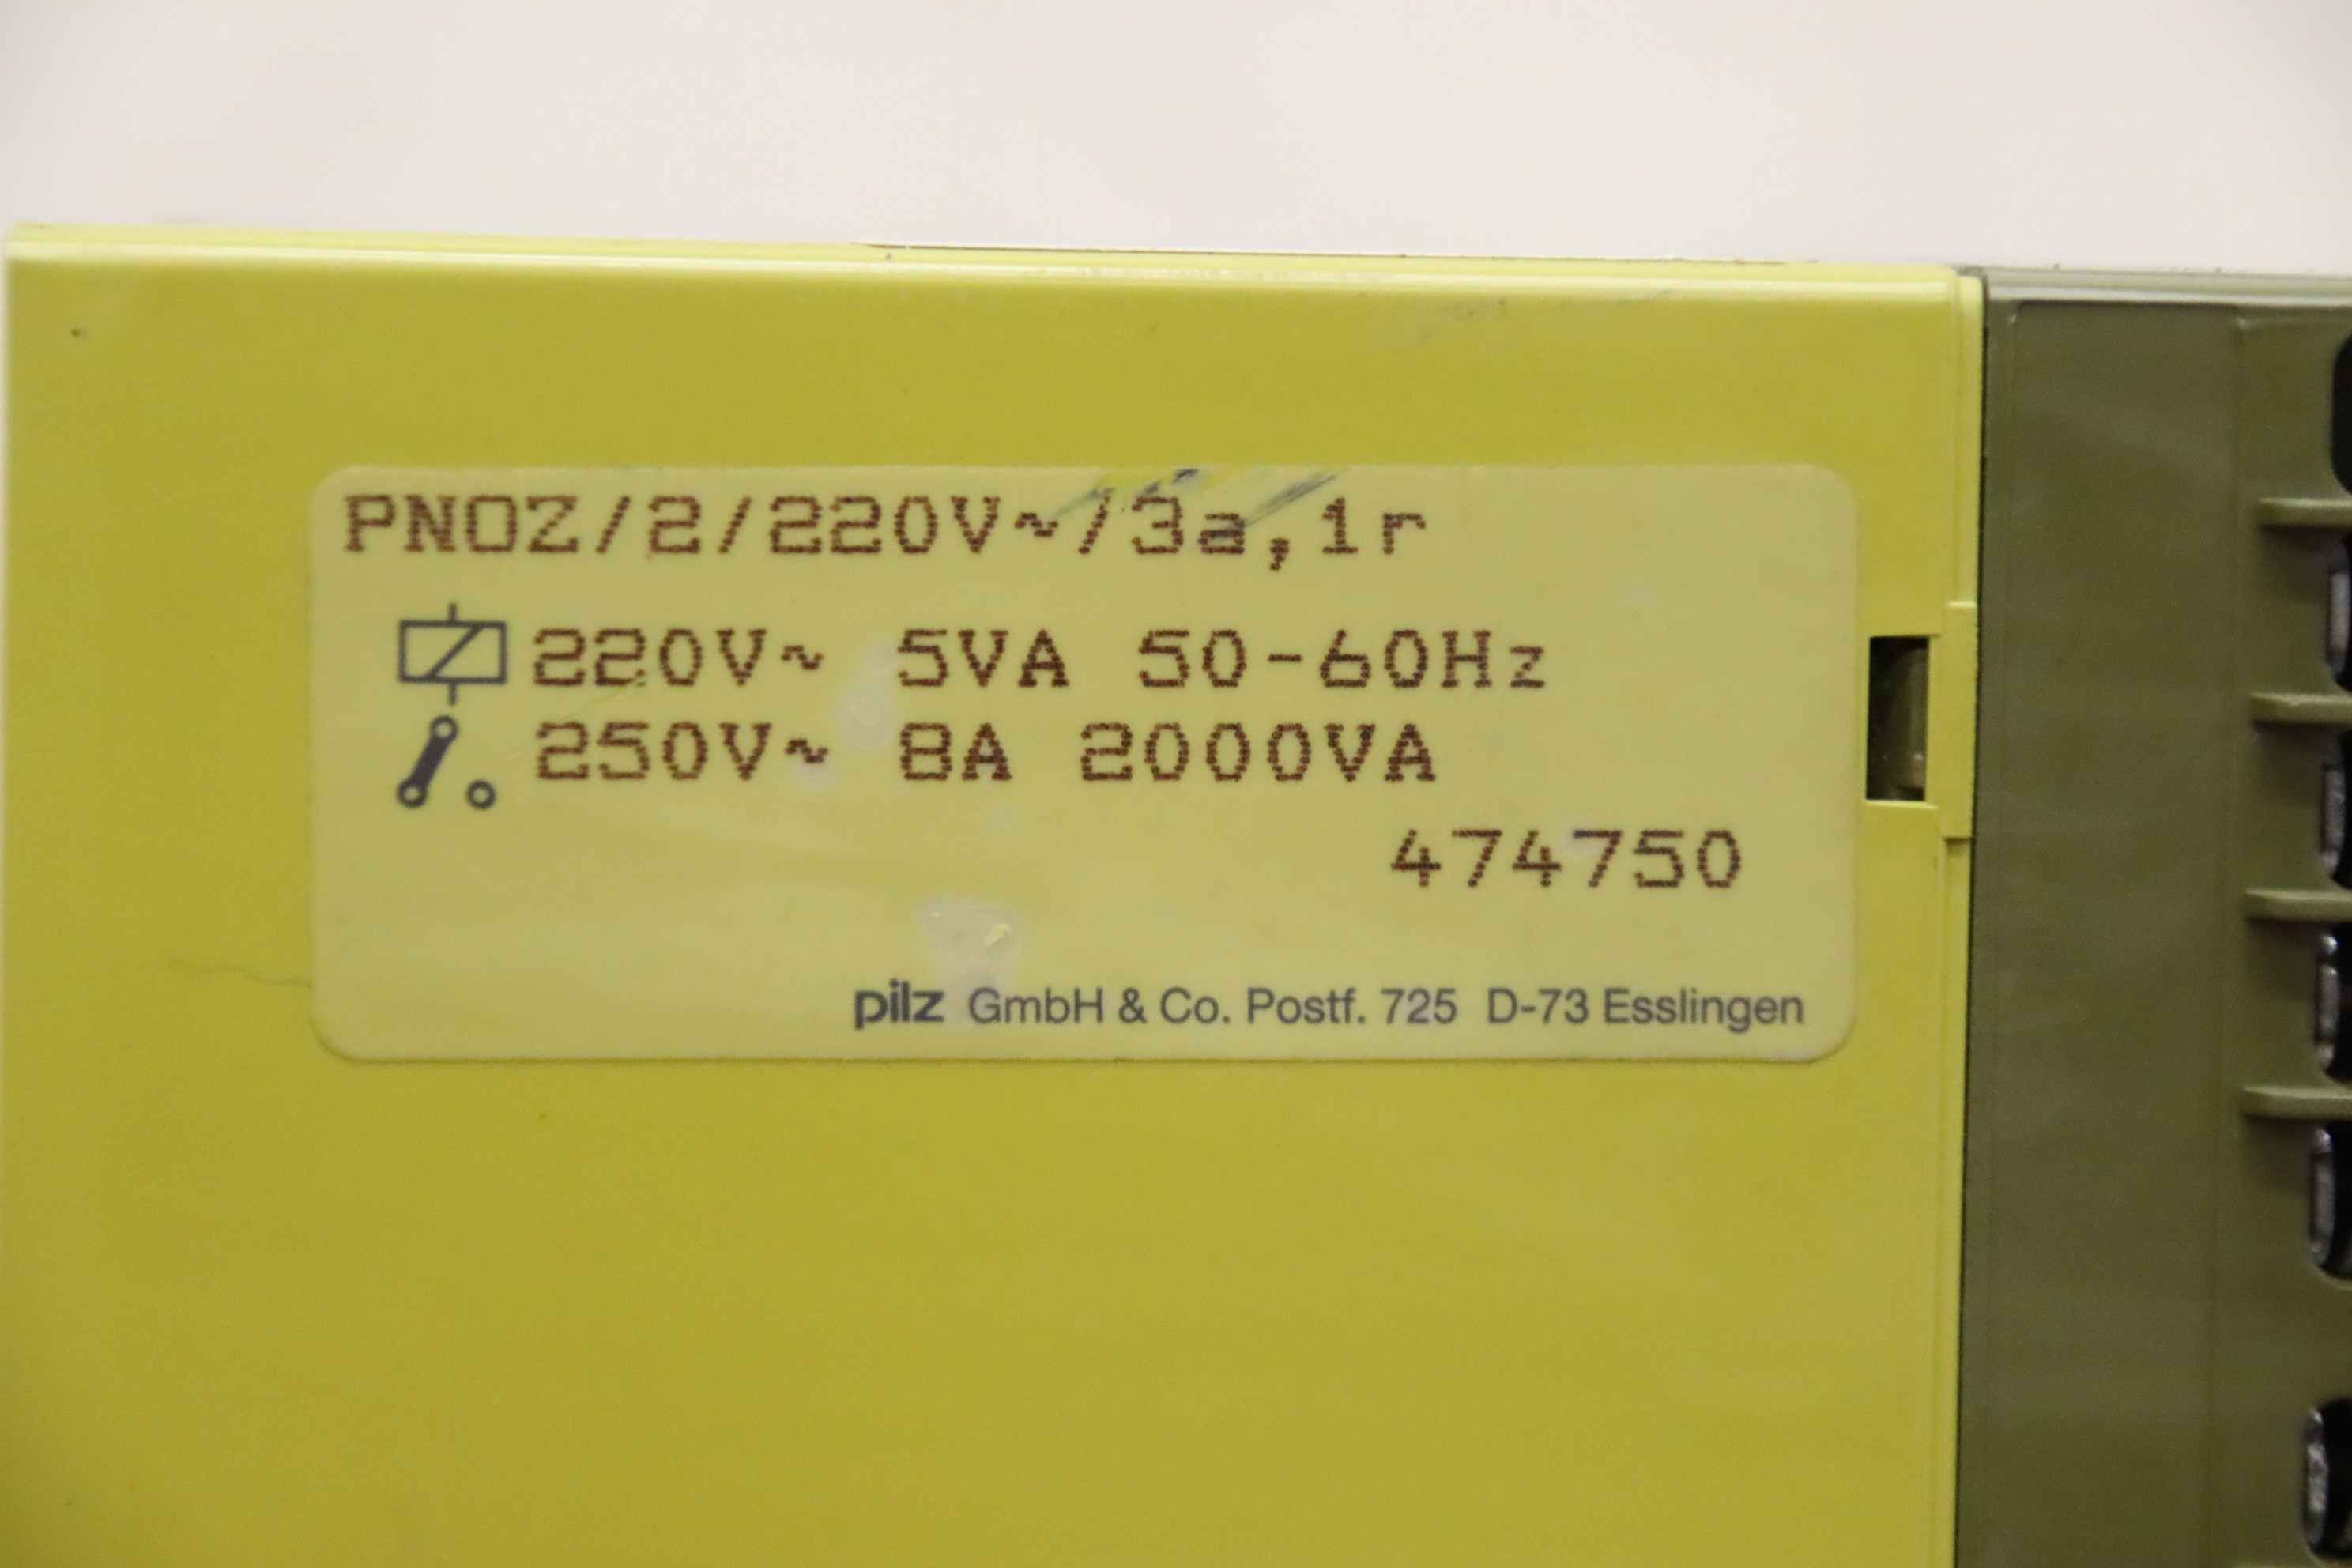 PNOZ/2/220V~/3a,1r
220V~ 5VA 50-60Hz
250V~ 8A 2000VA
474750
pilz GmbH & Co. Postf. 725 D-73 Esslingen